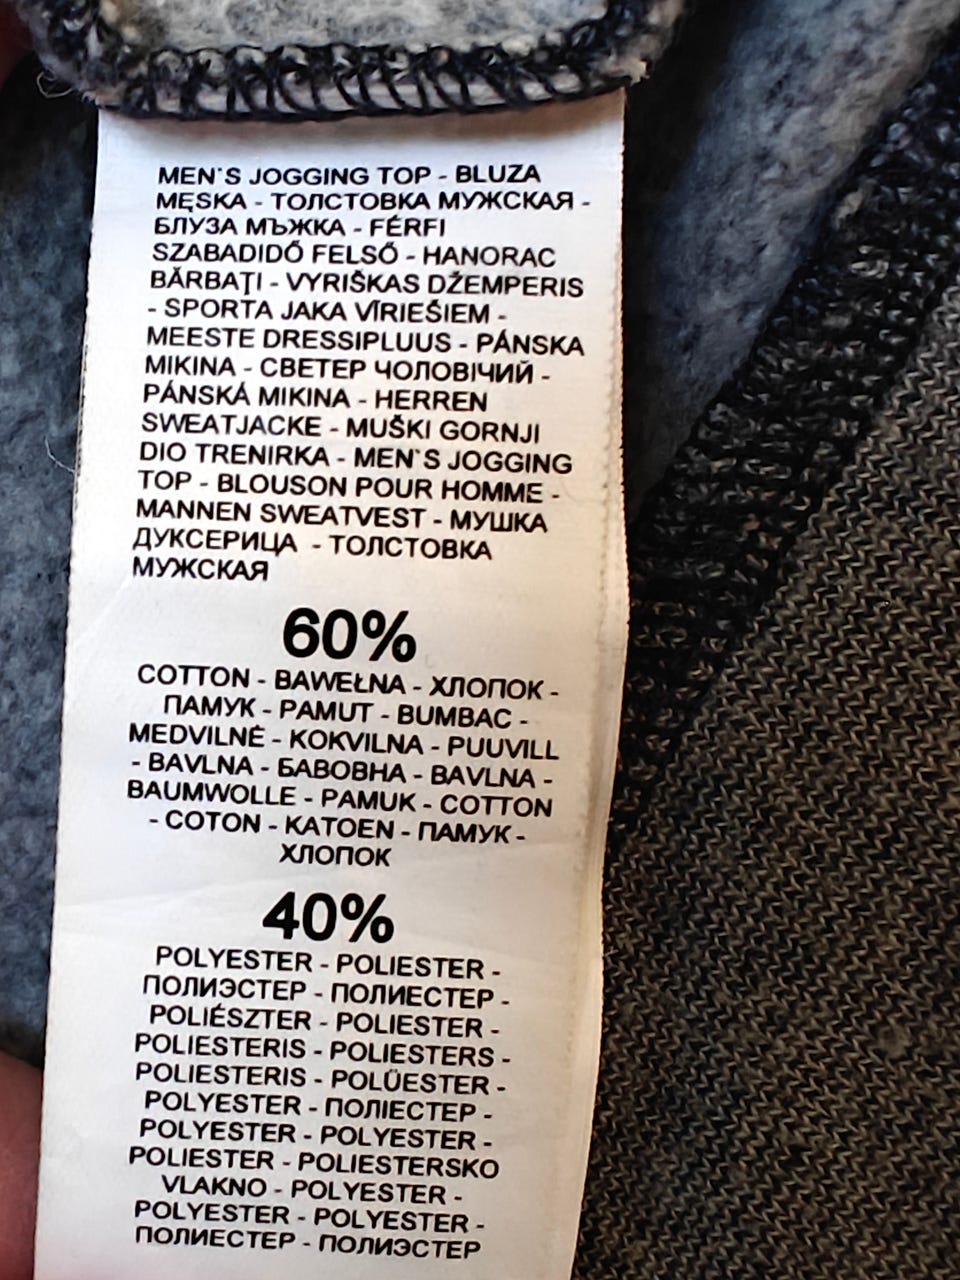 MEN'S JOGGING TOP - BLUZA
MĘSKA - ТОЛСТОВКА МУЖСКАЯ -
БЛУЗА МЪЖКА - FÉRFI
SZABADIDŐ FELSŐ - HANORAC
BĂRBAŢI - VYRIŠKAS DŽEMPERIS
- SPORTA JAKA VĪRIEŠIEM -
MEESTE DRESSIPLUUS - PÁNSKA
MIKINA - СВЕТЕР ЧОЛОВІЧИЙ -
PÁNSKÁ MIKINA - HERREN
SWEATJACKE - MUŠKI GORNJI
DIO TRENIRKA - MEN`S JOGGING
TOP - BLOUSON POUR HOMME -
MANNEN SWEATVEST - МУШКА
ДУКСЕРИЦА - ТОЛСТОВКА
МУЖСКАЯ
60%
COTTON - BAWEŁNA - ХЛОПОК -
ПАМУК - PAMUT - BUMBAC -
MEDVILNĖ - KOKVILNA - PUUVILL
- BAVLNA - БАВОВНА - BAVLNA -
BAUMWOLLE - PAMUK - COTTON
- COTON - KATOEN - ПАМУК -
ХЛОПОК
40%
POLYESTER - POLIESTER -
ПОЛИЭСТЕР - ПОЛИЕСТЕР -
POLIÉSZTER - POLIESTER -
POLIESTERIS - POLIESTERS -
POLIESTERIS - POLÜESTER -
POLYESTER - ПОЛІЕСТЕР -
POLYESTER - POLYESTER -
POLIESTER - POLIESTERSKO
VLAKNO - POLYESTER -
POLYESTER - POLYESTER -
ПОЛИЕСТЕР - ПОЛИЭСТЕР